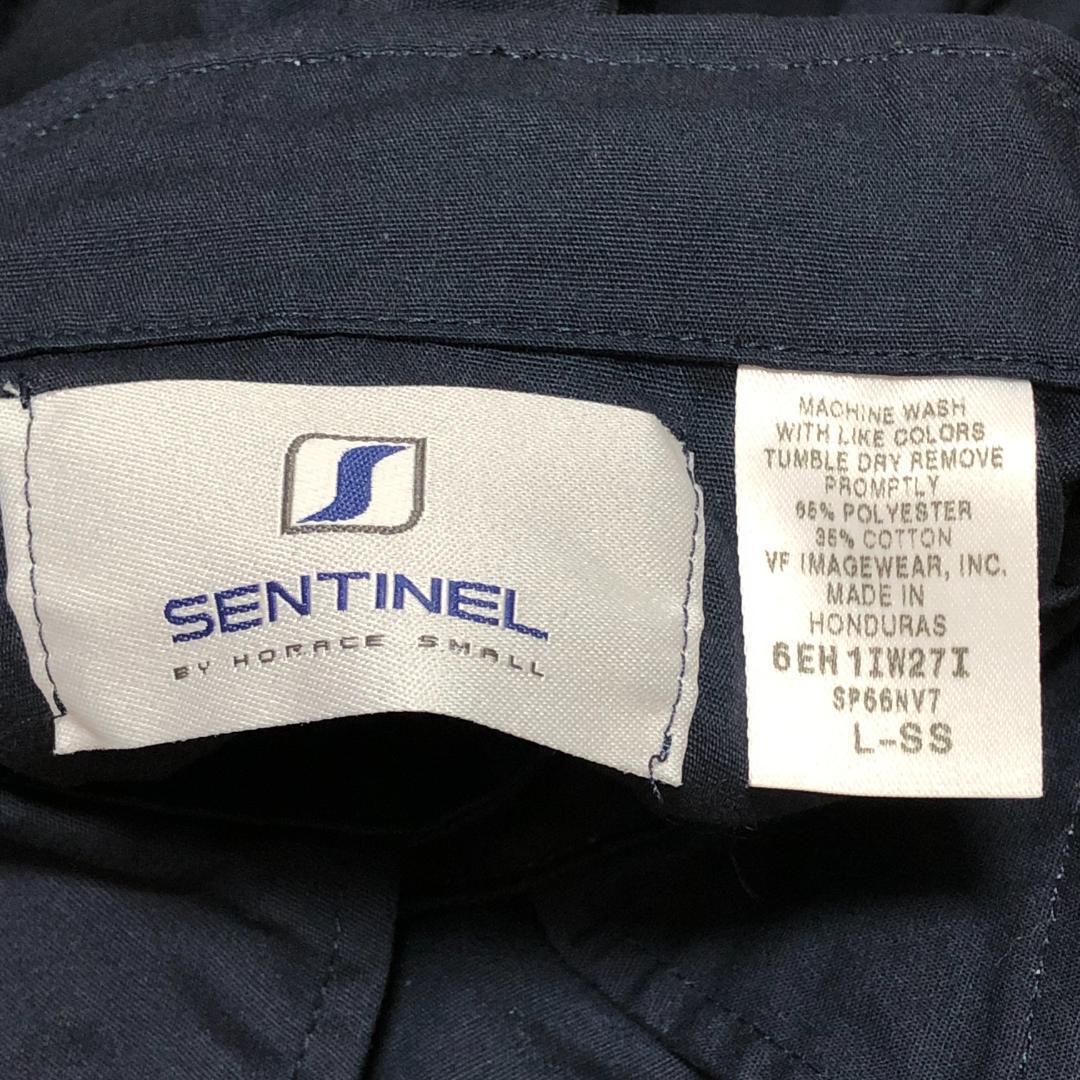 SENTINEL
BY HORACE SMALL
MACHINE WASH
WITH LIKE COLORS
TUMBLE DRY REMOVE
PROMPTLY
65% POLYESTER
35% COTTON
VF IMAGEWEAR, INC.
MADE IN
HONDURAS
6EH 1IW27I
SP66NV7
L-SS